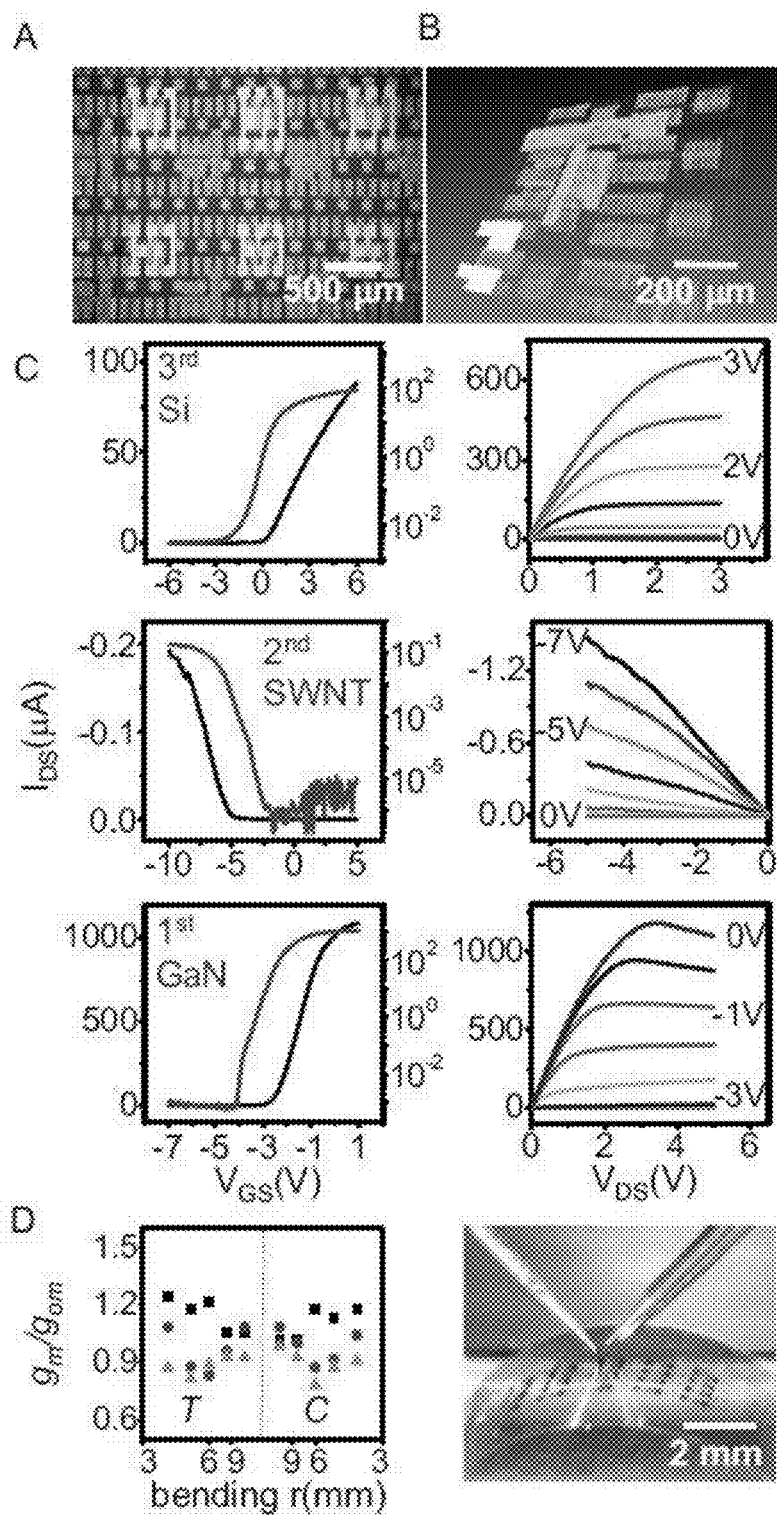 A
B
500 µm
200 µm
C
3rd
Si
100
50
0
10²
10⁰
10⁻²
-6 -3 0 3 6
600
300
0
3V
2V
0V
0 1 2 3
I_DS(µA)
2nd
SWNT
-0.2
-0.1
0.0
10⁻¹
10⁻³
10⁻⁵
-10 -5 0 5
-7V
-5V
0V
-1.2
-0.6
0.0
-6 -4 -2 0
1st
GaN
1000
500
0
10²
10⁰
10⁻²
-7 -5 -3 -1 1
V_GS(V)
1000
500
0
0V
-1V
-3V
0 2 4 6
V_DS(V)
D
g_m/g_om
1.5
1.2
0.9
0.6
T
C
3 6 9 9 6 3
bending r(mm)
2 mm